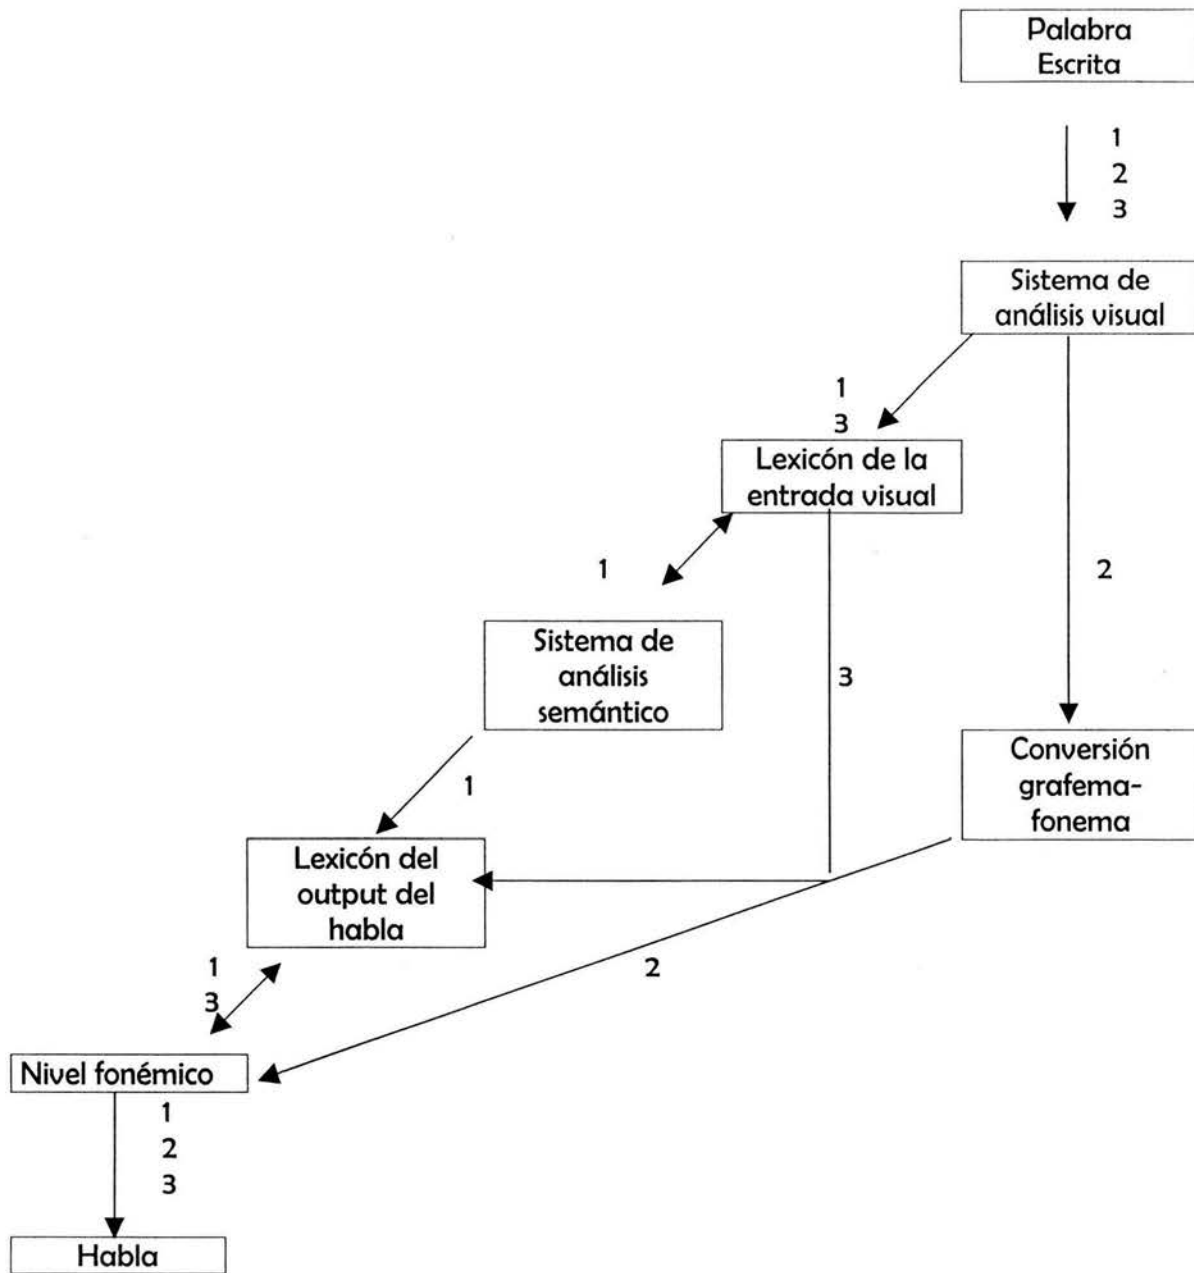 Palabra
Escrita
1
2
3
Sistema de
análisis visual
1
3
Lexicón de la
entrada visual
1
2
Sistema de
análisis
semántico
3
1
Conversión
grafema-
fonema
Lexicón del
output del
habla
1
3
2
Nivel fonémico
1
2
3
Habla